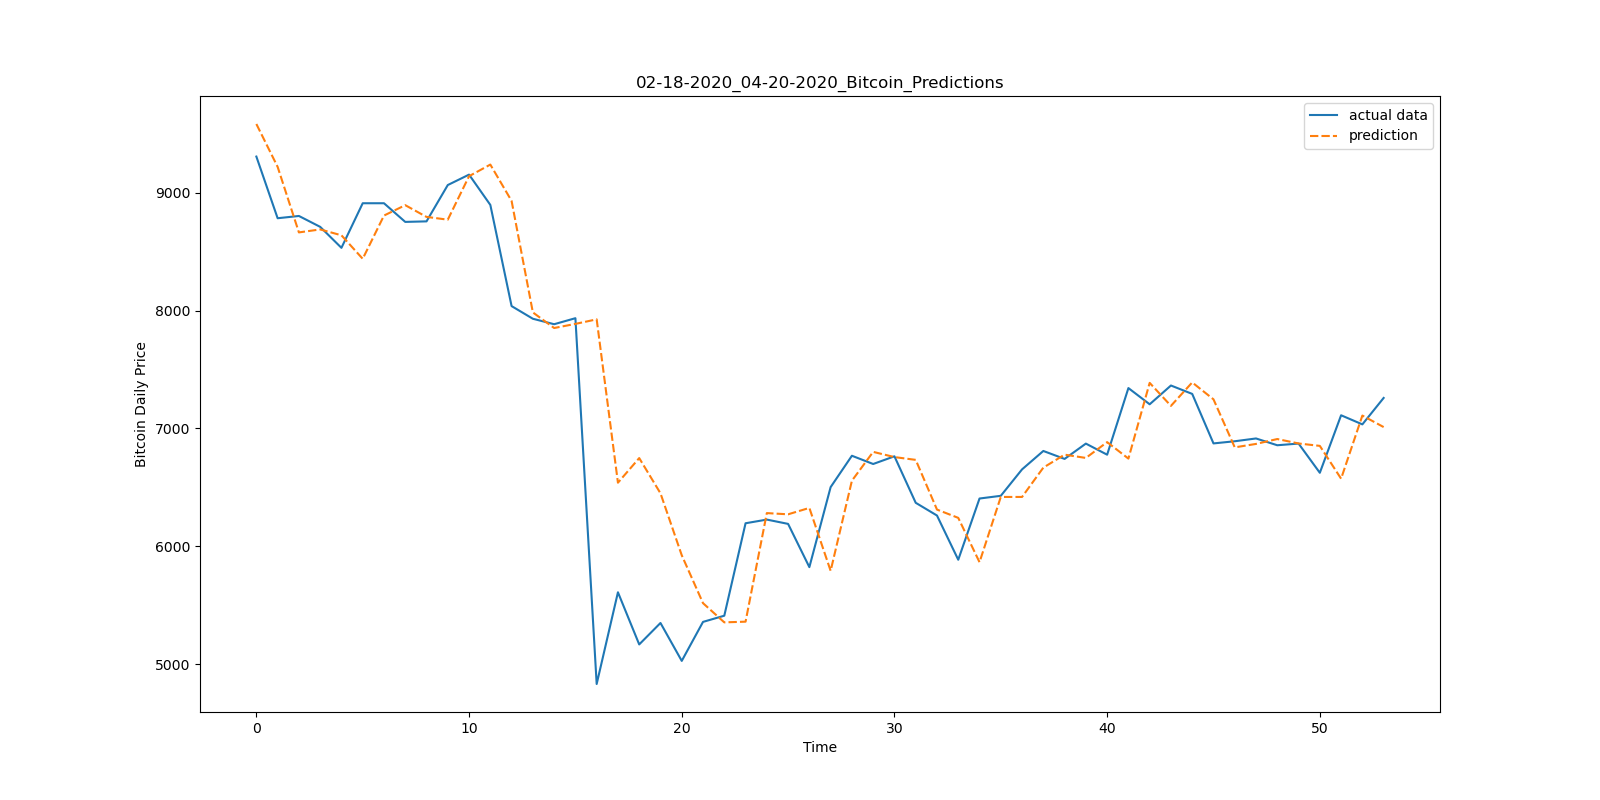 02-18-2020_04-20-2020_Bitcoin_Predictions
actual data
prediction
Bitcoin Daily Price
9000
8000
7000
6000
5000
0 10 20 30 40 50
Time